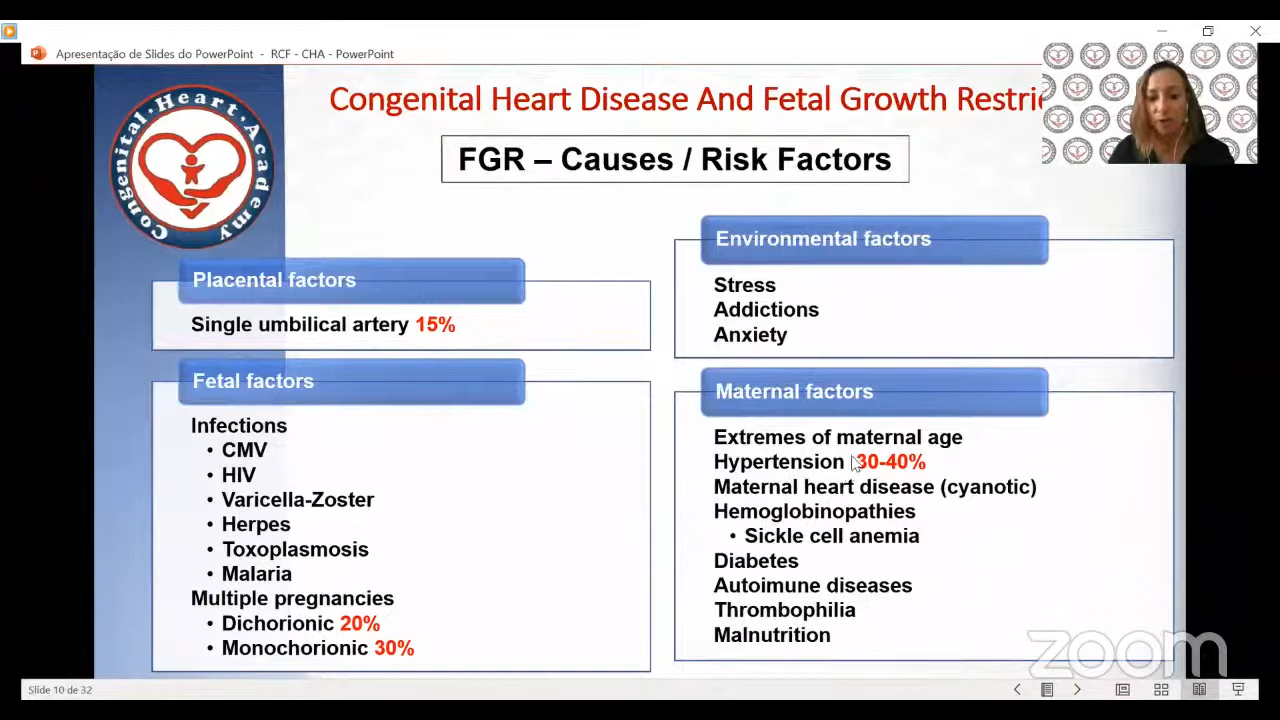 Apresentação de Slides do PowerPoint - RCF - CHA - PowerPoint
Congenital Heart Academy
Congenital Heart Disease And Fetal Growth Restri
FGR – Causes / Risk Factors
Placental factors
Single umbilical artery 15%
Fetal factors
Infections
• CMV
• HIV
• Varicella-Zoster
• Herpes
• Toxoplasmosis
• Malaria
Multiple pregnancies
• Dichorionic 20%
• Monochorionic 30%
Environmental factors
Stress
Addictions
Anxiety
Maternal factors
Extremes of maternal age
Hypertension 30-40%
Maternal heart disease (cyanotic)
Hemoglobinopathies
• Sickle cell anemia
Diabetes
Autoimune diseases
Thrombophilia
Malnutrition
zoom
Slide 10 de 32